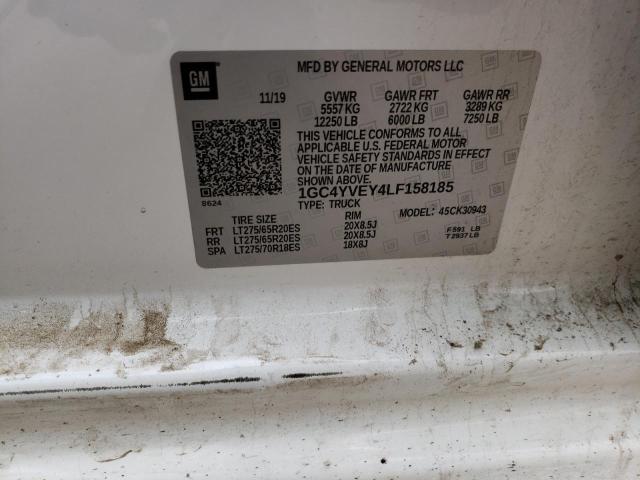 GM
MFD BY GENERAL MOTORS LLC
11/19 GVWR GAWR FRT GAWR RR
5557 KG 2722 KG 3289 KG
12250 LB 6000 LB 7250 LB
THIS VEHICLE CONFORMS TO ALL
APPLICABLE U.S. FEDERAL MOTOR
VEHICLE SAFETY STANDARDS IN EFFECT
ON THE DATE OF MANUFACTURE
SHOWN ABOVE.
1GC4YVEY4LF158185
8624 TYPE: TRUCK MODEL: 45CK30943
TIRE SIZE RIM
FRT LT275/65R20ES 20X8.5J F591 LB
RR LT275/65R20ES 20X8.5J T2937LB
SPA LT275/70R18ES 18X8J